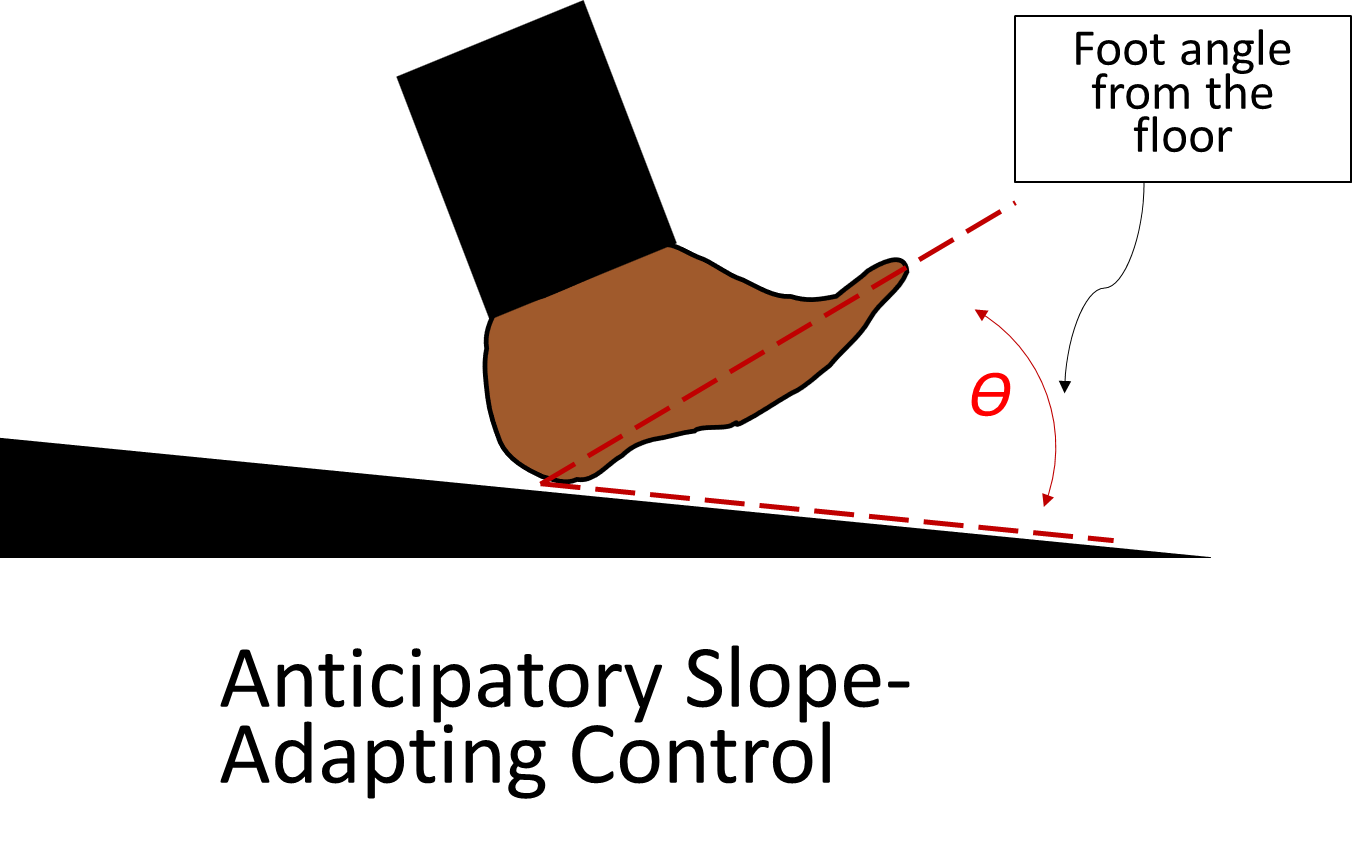 Foot angle
from the
floor
ϴ
Anticipatory Slope-
Adapting Control